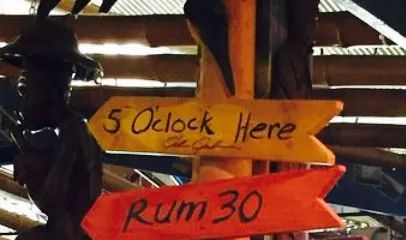 5 O'clock Here
Rum 30